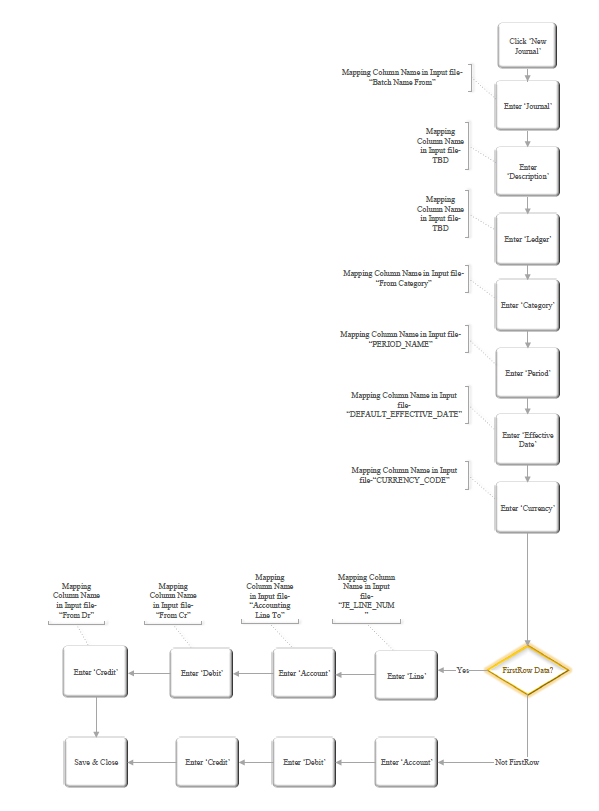 Click ‘New
Journal’
Mapping Column Name in Input file-
“Batch Name From”
Enter ‘Journal’
Mapping
Column Name
in Input file-
TBD
Enter
‘Description’
Mapping
Column Name
in Input file-
TBD
Enter ‘Ledger’
Mapping Column Name in Input file-
“From Category”
Enter ‘Category’
Mapping Column Name in Input file-
“PERIOD_NAME”
Enter ‘Period’
Mapping Column Name in Input
file-
“DEFAULT_EFFECTIVE_DATE”
Enter ‘Effective
Date’
Mapping Column Name in Input
file-“CURRENCY_CODE”
Enter ‘Currency’
Mapping
Column Name
in Input file-
“From Dr”
Mapping
Column Name
in Input file-
“From Cr”
Mapping
Column Name
in Input file-
“Accounting
Line To”
Mapping Column
Name in Input
file-
“JE_LINE_NUM
”
Enter ‘Credit’
Enter ‘Debit’
Enter ‘Account’
Enter ‘Line’
Yes
FirstRow Data?
Save & Close
Enter ‘Credit’
Enter ‘Debit’
Enter ‘Account’
Not FirstRow